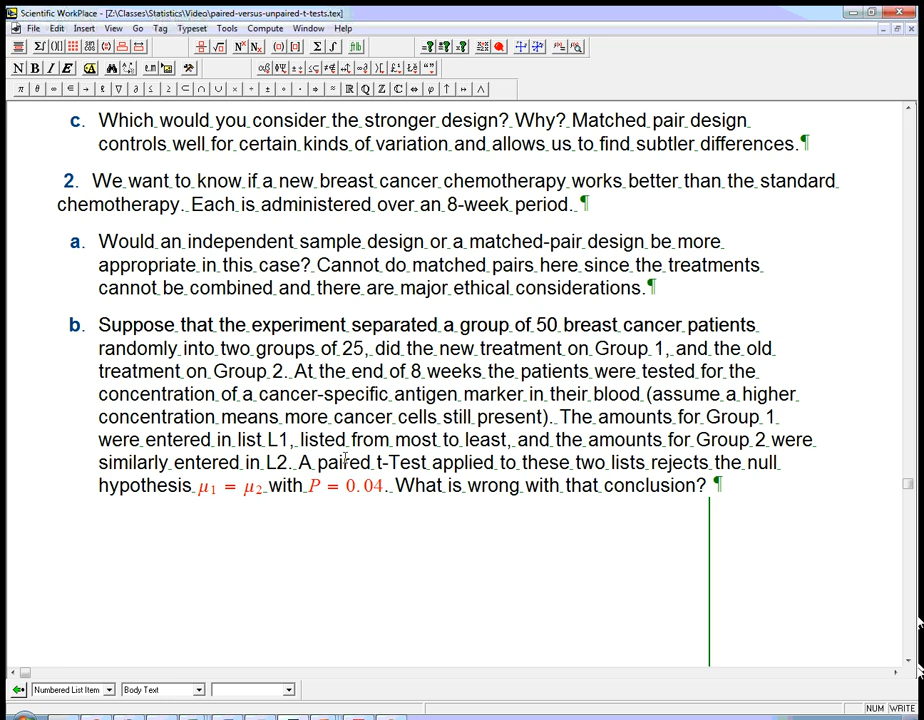 Scientific WorkPlace - [Z:\Classes\Statistics\Video\paired-versus-unpaired-t-tests.tex]
File Edit Insert View Go Tag Typeset Tools Compute Window Help
c. Which would you consider the stronger design? Why? Matched pair design
controls well for certain kinds of variation and allows us to find subtler differences.¶
2. We want to know if a new breast cancer chemotherapy works better than the standard
chemotherapy. Each is administered over an 8-week period. ¶
a. Would an independent sample design or a matched-pair design be more
appropriate in this case? Cannot do matched pairs here since the treatments
cannot be combined and there are major ethical considerations.¶
b. Suppose that the experiment separated a group of 50 breast cancer patients
randomly into two groups of 25, did the new treatment on Group 1, and the old
treatment on Group 2. At the end of 8 weeks the patients were tested for the
concentration of a cancer-specific antigen marker in their blood (assume a higher
concentration means more cancer cells still present). The amounts for Group 1
were entered in list L1, listed from most to least, and the amounts for Group 2 were
similarly entered in L2. A paired t-Test applied to these two lists rejects the null
hypothesis μ₁ = μ₂ with P = 0.04. What is wrong with that conclusion? ¶
Numbered List Item Body Text
NUM WRITE